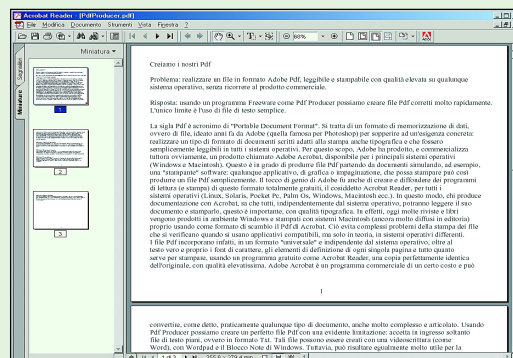 Acrobat Reader - [PdfProducer.pdf]
File Modifica Documento Strumenti Vista Finestra ?
68%
Miniatura
Segnalibri
Miniature
1
2
3
Creiamo i nostri Pdf
Problema: realizzare un file in formato Adobe Pdf, leggibile e stampabile con qualità elevata su qualunque
sistema operativo, senza ricorrere al prodotto commerciale.
Risposta: usando un programma Freeware come Pdf Producer possiamo creare file Pdf corretti molto rapidamente.
L'unico limite è l'uso di file di testo semplice.
La sigla Pdf è acronimo di "Portable Document Format". Si tratta di un formato di memorizzazione di dati,
ovvero di file, ideato anni fa da Adobe (quella famosa per Photoshop) per supperire ad un'esigenza concreta:
realizzare un tipo di formato di documenti scritti adatti alla stampa anche tipografica e che fossero
semplicemente leggibili in tutti i sistemi operativi. Per questo scopo, Adobe ha prodotto, e commercializza
tuttora ovviamente, un prodotto chiamato Adobe Acrobat, disponibile per i principali sistemi operativi
(Windows e Macintosh). Questo è in grado di produrre file Pdf partendo da documenti simulando, ad esempio,
una "stampante" software: qualunque applicativo, di grafica o impaginazione, che possa stampare può così
produrre un file Pdf semplicemente. Il tocco di genio di Adobe fu anche di creare e diffondere dei programmi
di lettura (e stampa) di questo formato totalmente gratuiti, il cosiddetto Acrobat Reader, per tutti i
sistemi operativi (Linux, Solaris, Pocket Pc, Palm Os, Windows, Macintosh ecc.). In questo modo, chi produce
documentazione con Acrobat, sa che tutti, indipendentemente dal sistema operativo, potranno leggere il suo
documento e stamparlo, questo è importante, con qualità tipografica. In effetti, oggi molte riviste e libri
vengono prodotti in ambiente Windows e stampati con sistemi Macintosh (ancora molto diffusi in editoria)
proprio usando come formato di scambio il Pdf di Acrobat. Ciò evita complessi problemi della stampa dei file
che si verificano quando si usano applicativi compatibili, ma solo in teoria, in sistemi operativi differenti.
I file Pdf incorporano infatti, in un formato "universale" e indipendente dal sistema operativo, oltre al
testo vero e proprio i font di carattere, gli elementi di definizione di ogni singola pagina e tutto quanto
serve per stampare, usando un programma gratuito come Acrobat Reader, una copia perfettamente identica
dell'originale, con qualità elevatissima. Adobe Acrobat è un programma commerciale di un certo costo e può
1
convertire, come detto, praticamente qualunque tipo di documento, anche molto complesso e articolato. Usando
Pdf Producer possiamo creare un perfetto file Pdf con una evidente limitazione: accetta in ingresso soltanto
file di testo piani, ovvero in formato Txt. Tali file possono essere creati con una videoscrittura (come
Word), con Wordpad e il Blocco Note di Windows. Tuttavia, può risultare egualmente molto utile per la
1 di 3
355,6 x 279,4 mm